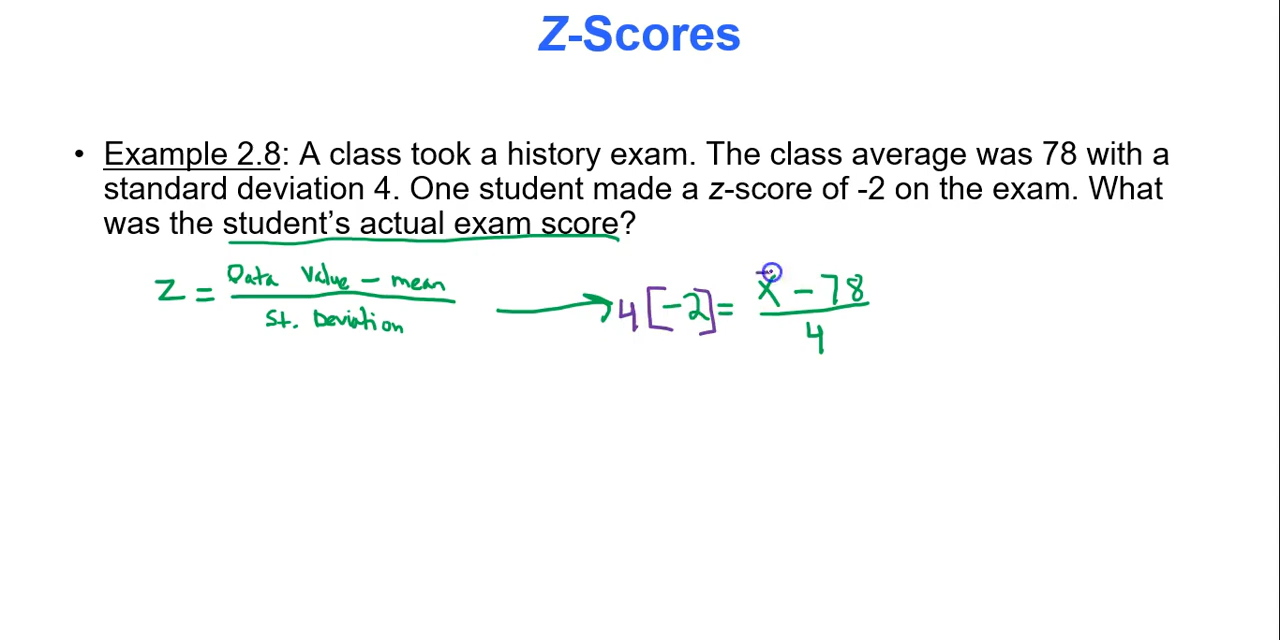 Z-Scores
• Example 2.8: A class took a history exam. The class average was 78 with a
standard deviation 4. One student made a z-score of -2 on the exam. What
was the student's actual exam score?
Z = Data Value - mean / St. Deviation → 4[-2] = x - 78 / 4